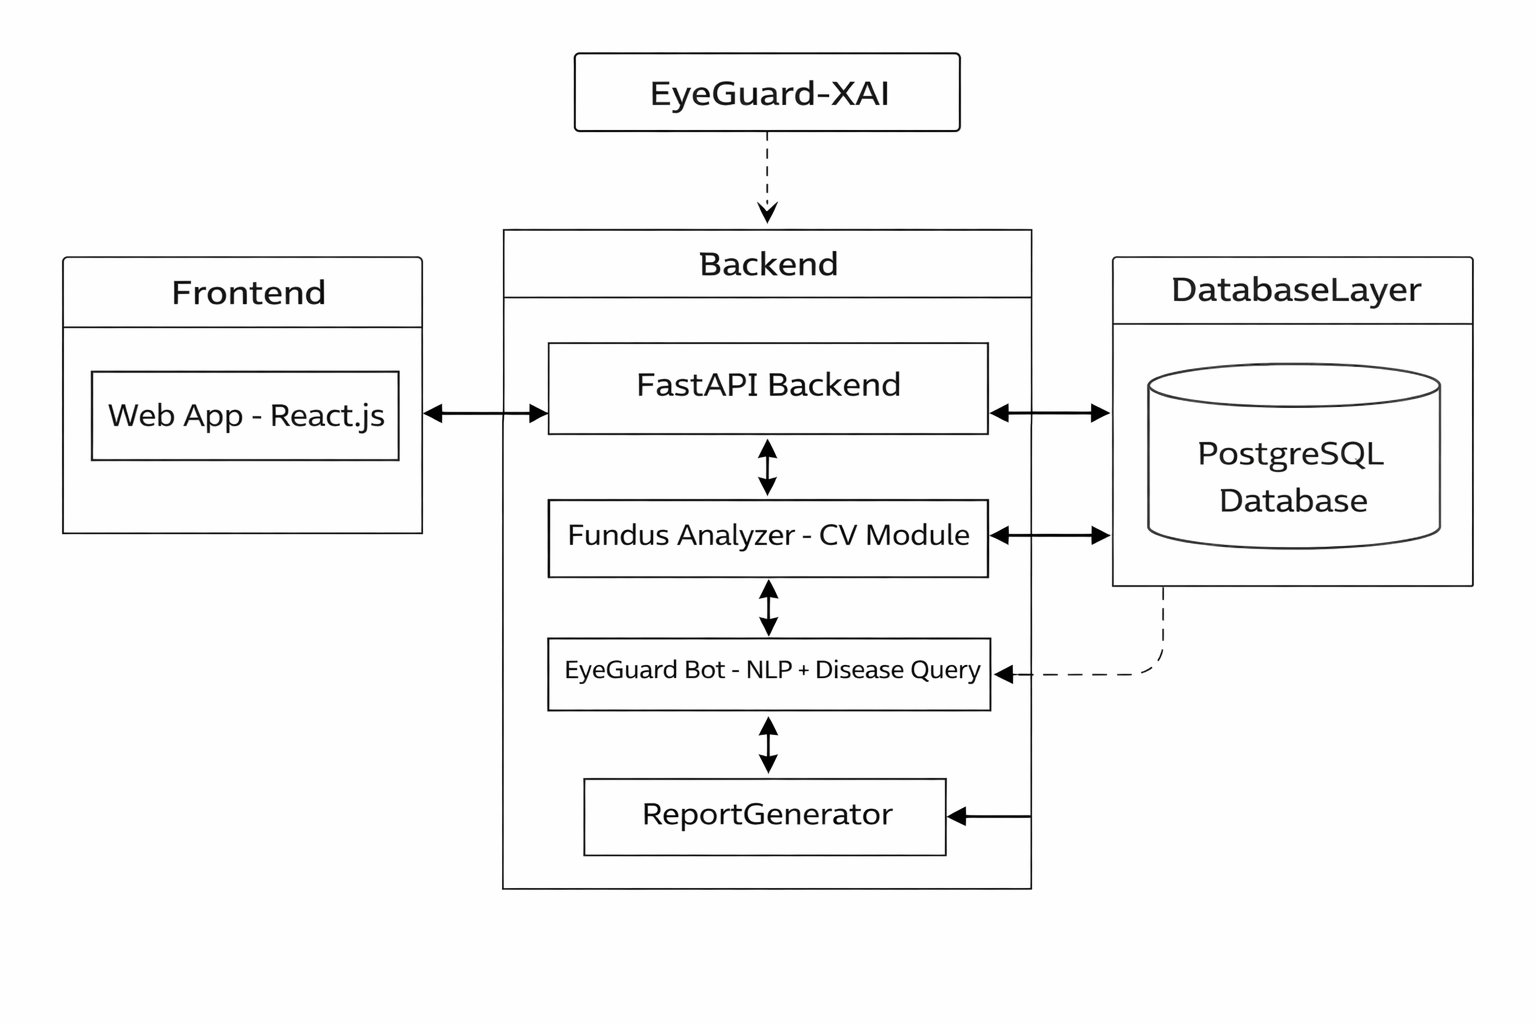 EyeGuard-XAI
Frontend
Web App - React.js
Backend
FastAPI Backend
Fundus Analyzer - CV Module
EyeGuard Bot - NLP + Disease Query
ReportGenerator
DatabaseLayer
PostgreSQL
Database